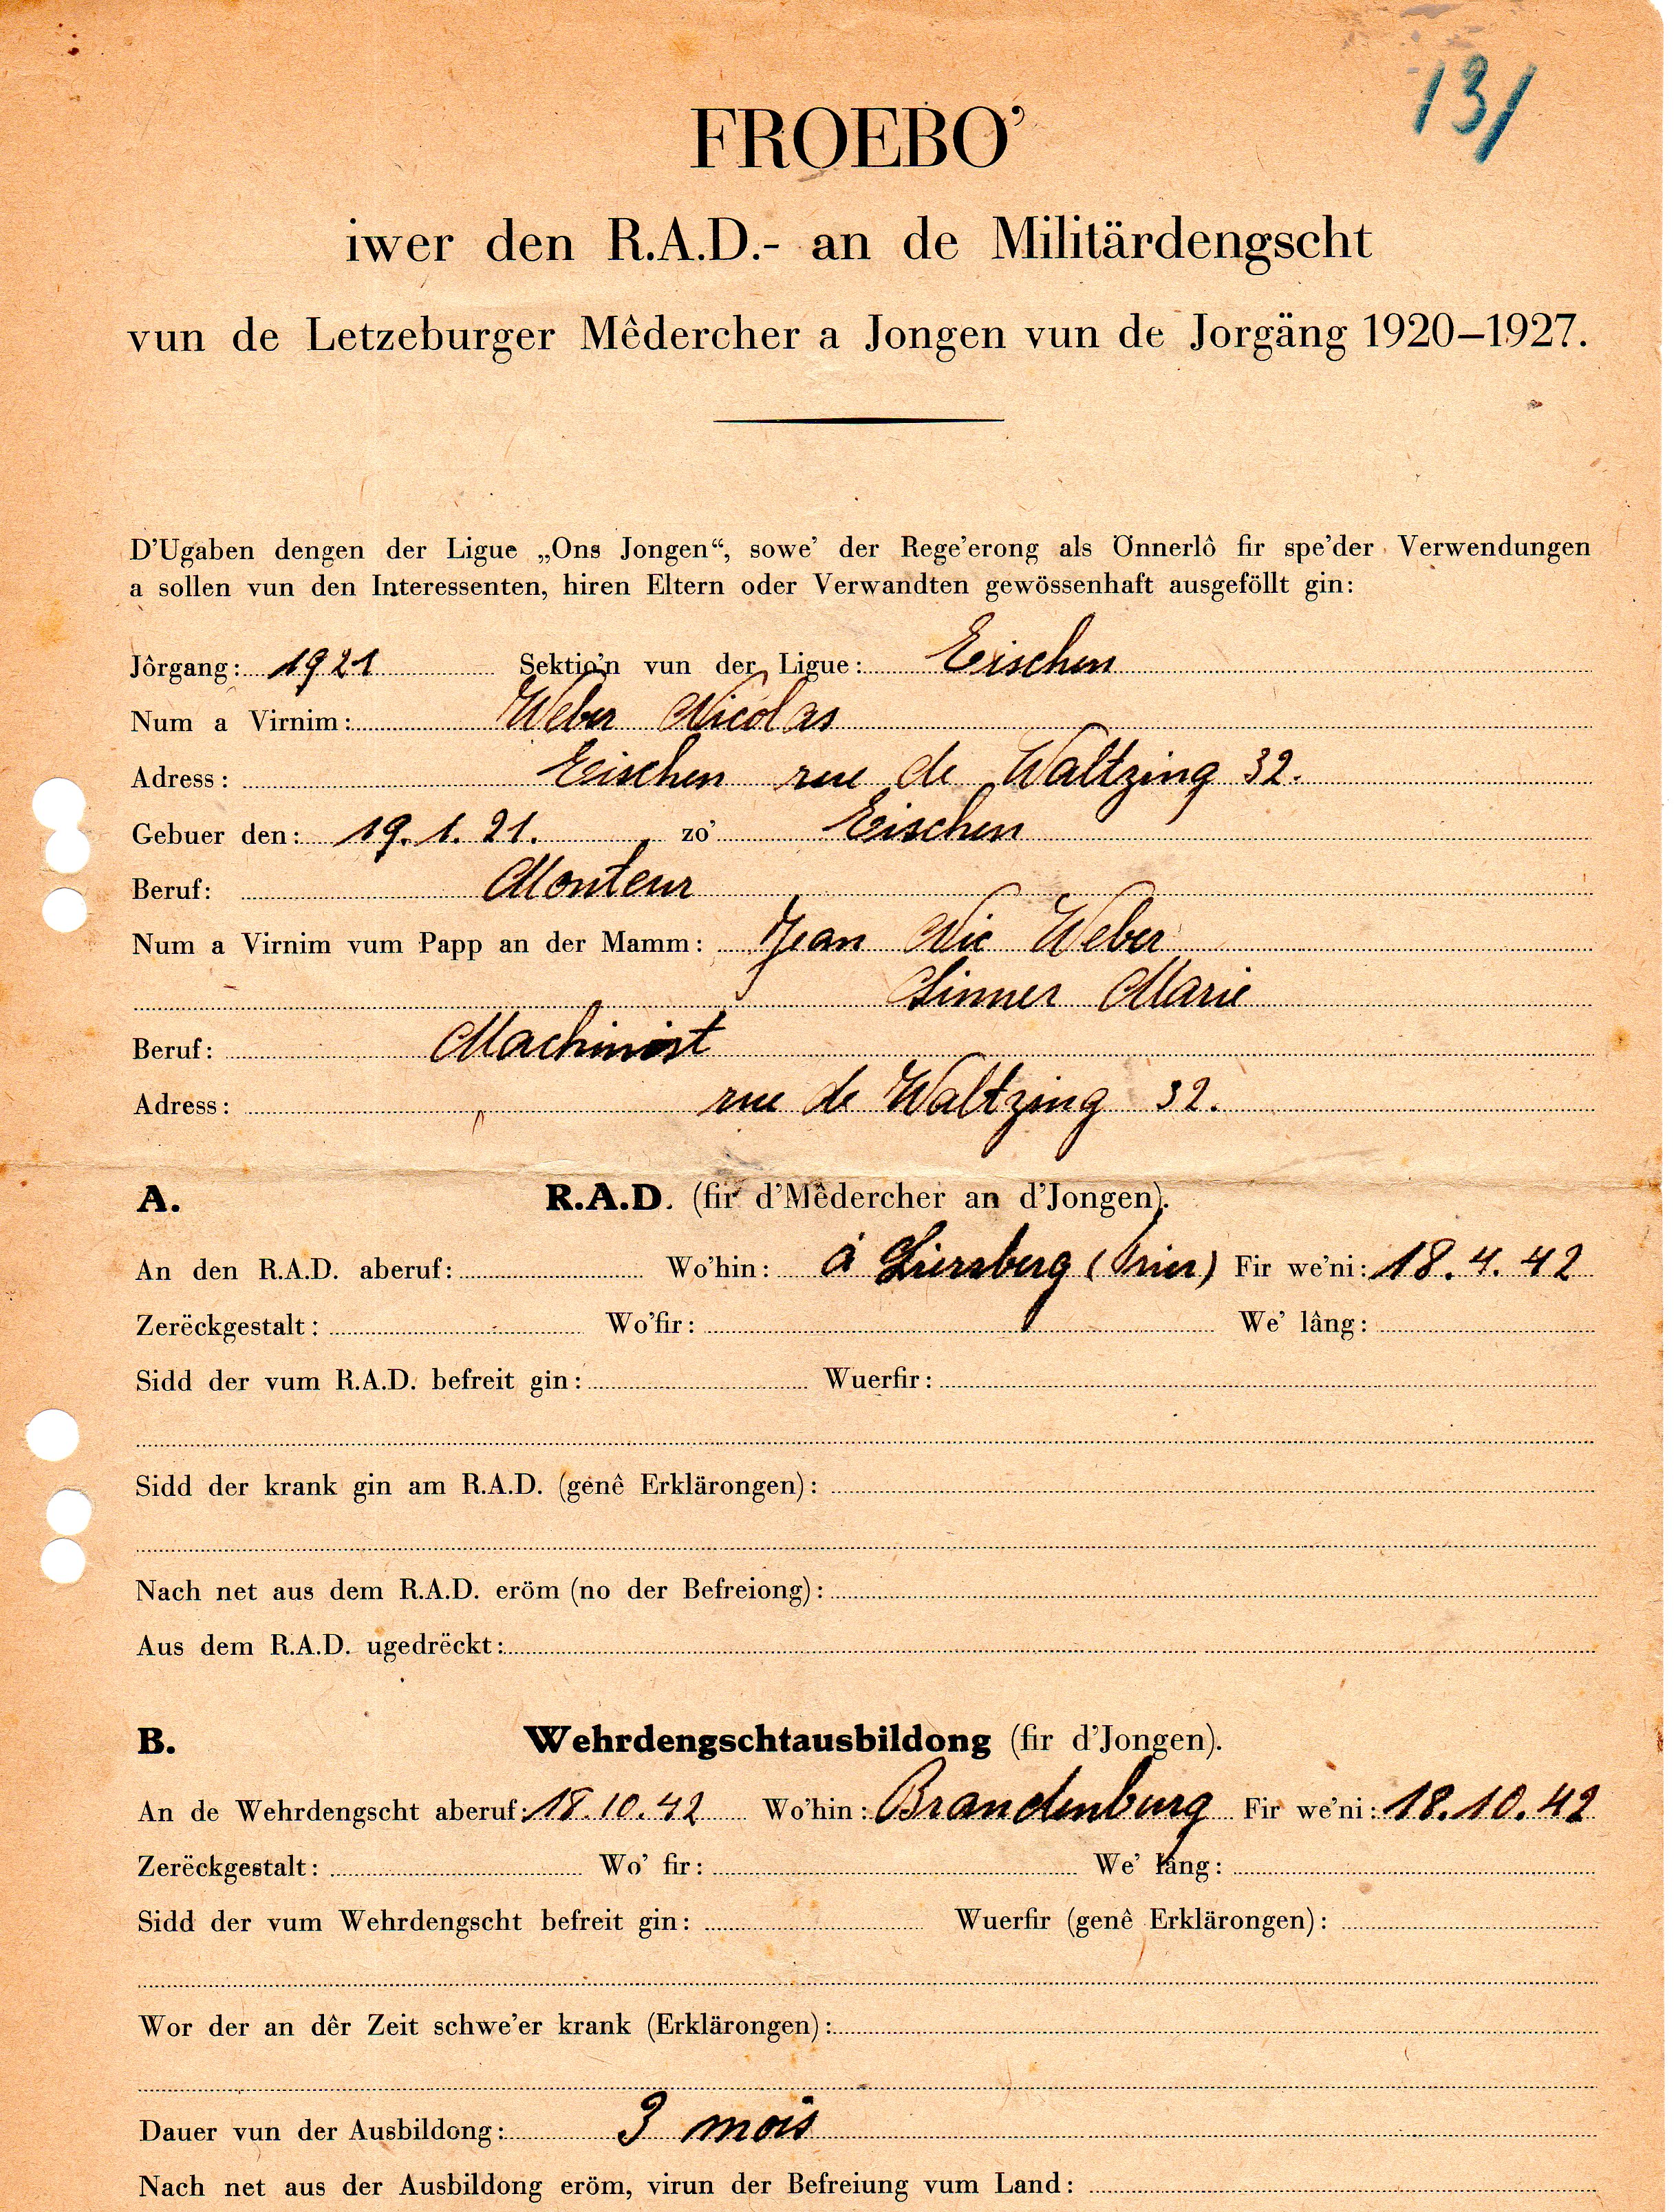 131
FROEBO'
iwer den R.A.D.- an de Militärdengscht
vun de Letzeburger Mêdercher a Jongen vun de Jorgäng 1920–1927.
D'Ugaben dengen der Ligue „Ons Jongen“, sowe' der Rege'erong als Önnerlô fir spe'der Verwendungen
a sollen vun den Interessenten, hiren Eltern oder Verwandten gewössenhaft ausgeföllt gin:
Jôrgang: 1921 Sektio'n vun der Ligue: Eischen
Num a Virnim: Weber Nicolas
Adress: Eischen rue de Waltzing 32.
Gebuer den: 19. 1. 21. zo' Eischen
Beruf: Monteur
Num a Virnim vum Papp an der Mamm: Jean Nic Weber
Linner Marie
Beruf: Machinist
Adress: rue de Waltzing 32.
A. R.A.D. (fir d'Mêdercher an d'Jongen).
An den R.A.D. aberuf: Wo'hin: à Liersberg (Trier) Fir we'ni: 18. 4. 42
Zerëckgestalt: Wo'fir: We' lâng:
Sidd der vum R.A.D. befreit gin: Wuerfir:
Sidd der krank gin am R.A.D. (genê Erklärongen):
Nach net aus dem R.A.D. eröm (no der Befreiong):
Aus dem R.A.D. ugedrëckt:
B. Wehrdengschtausbildong (fir d'Jongen).
An de Wehrdengscht aberuf: 18. 10. 42 Wo'hin: Brandenburg Fir we'ni: 18. 10. 42
Zerëckgestalt: Wo' fir: We' lâng:
Sidd der vum Wehrdengscht befreit gin: Wuerfir (genê Erklärongen):
Wor der an dêr Zeit schwe'er krank (Erklärongen):
Dauer vun der Ausbildong: 3 mois
Nach net aus der Ausbildong eröm, virun der Befreiung vum Land: